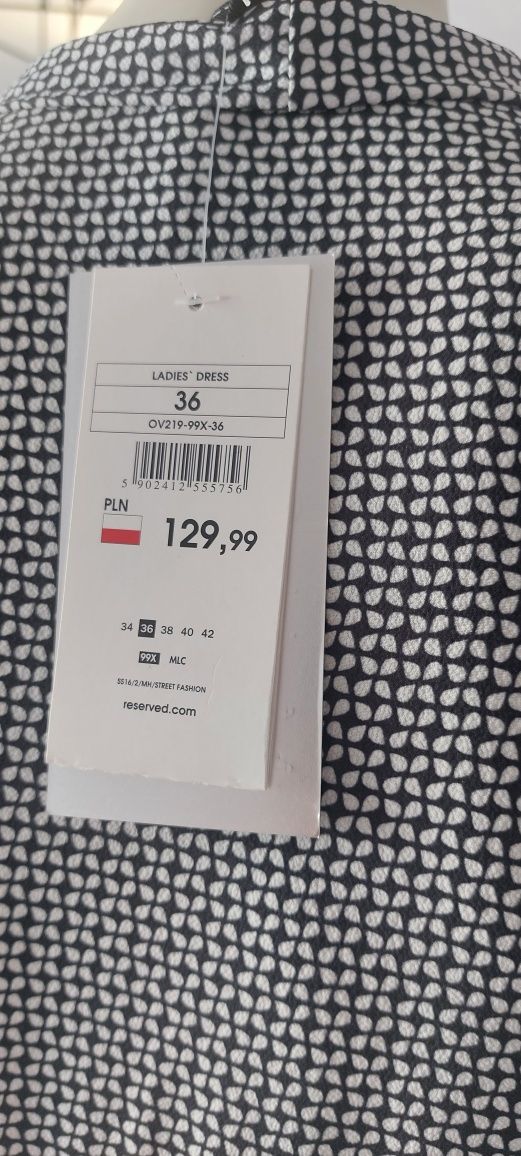 LADIES` DRESS
36
OV219-99X-36
5 902412 555756
PLN
129,99
34 36 38 40 42
99X MLC
SS16/2/MH/STREET FASHION
reserved.com